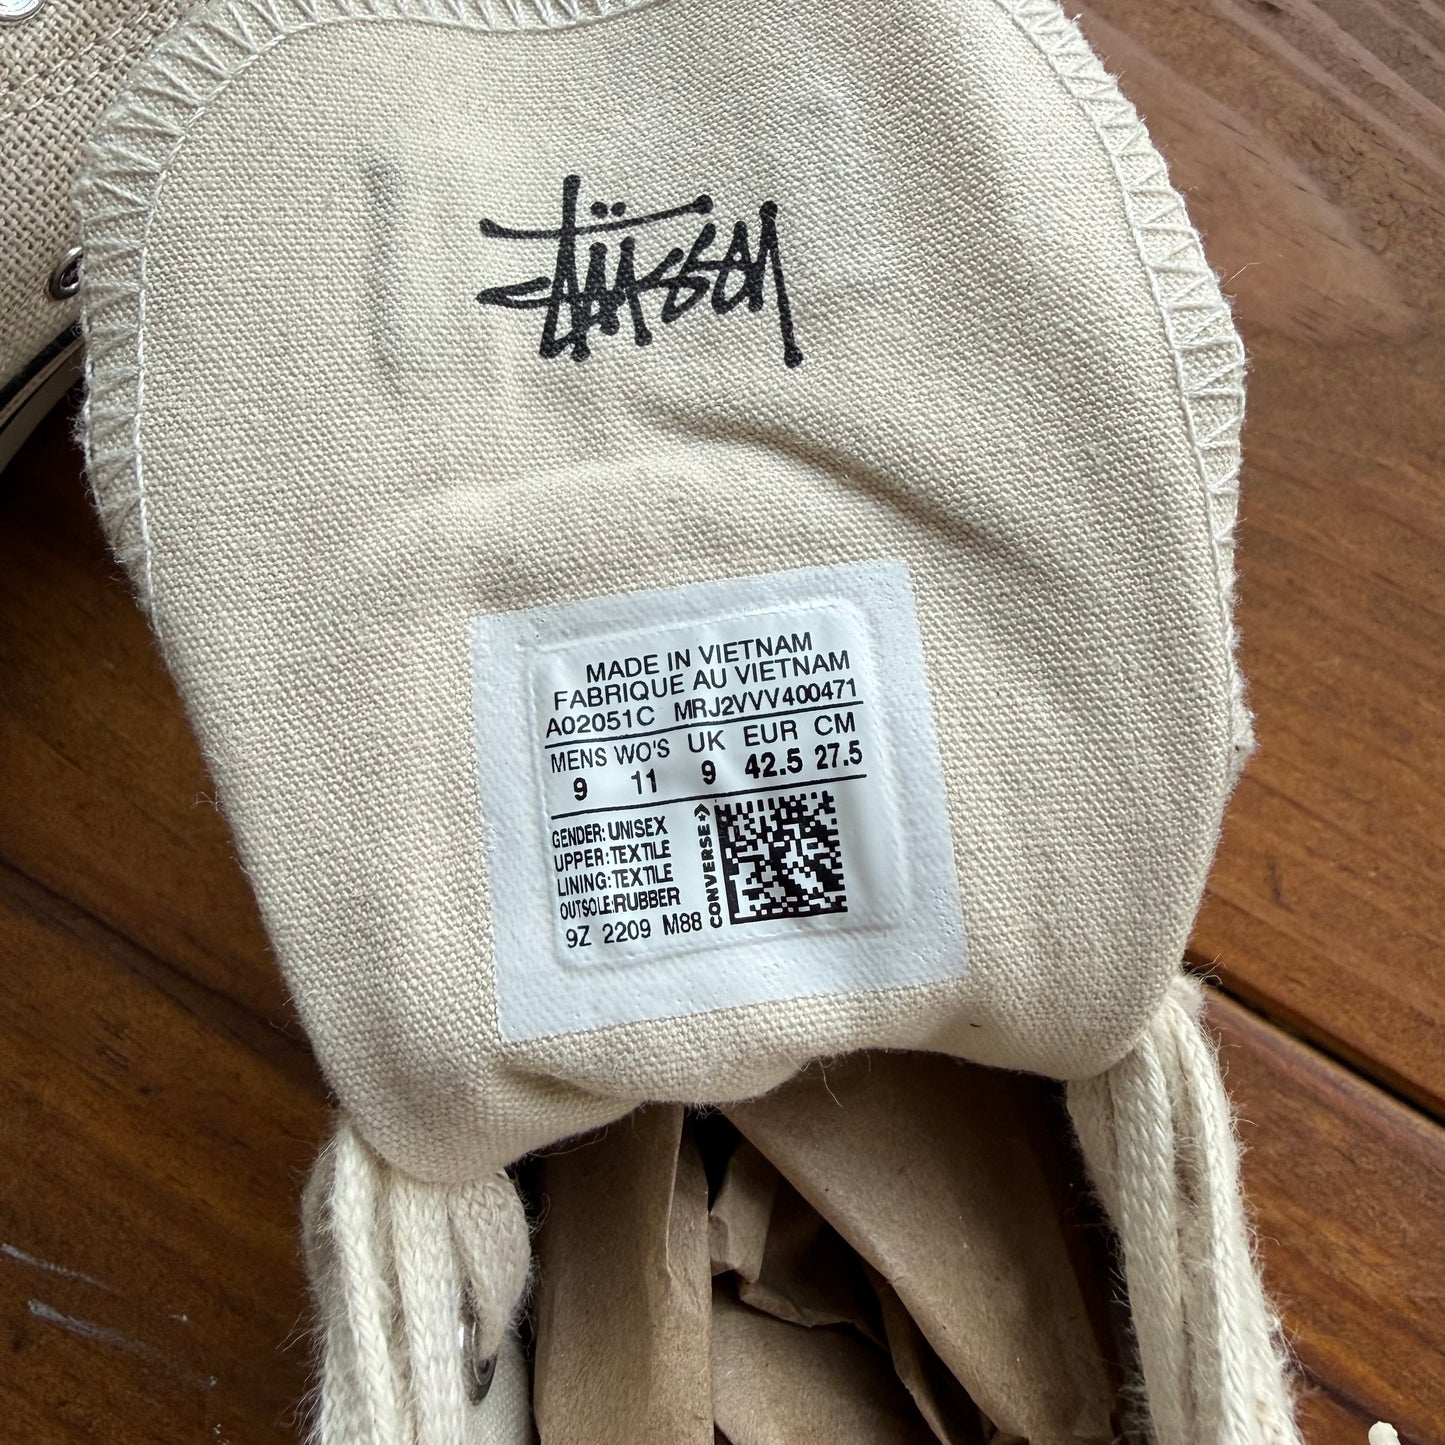 Stüssy
MADE IN VIETNAM
FABRIQUE AU VIETNAM
A02051C MRJ2VVV400471
MENS WO'S UK EUR CM
9 11 9 42.5 27.5
GENDER: UNISEX
UPPER:TEXTILE
LINING:TEXTILE
OUTSOLE:RUBBER
9Z 2209 M88
CONVERSE